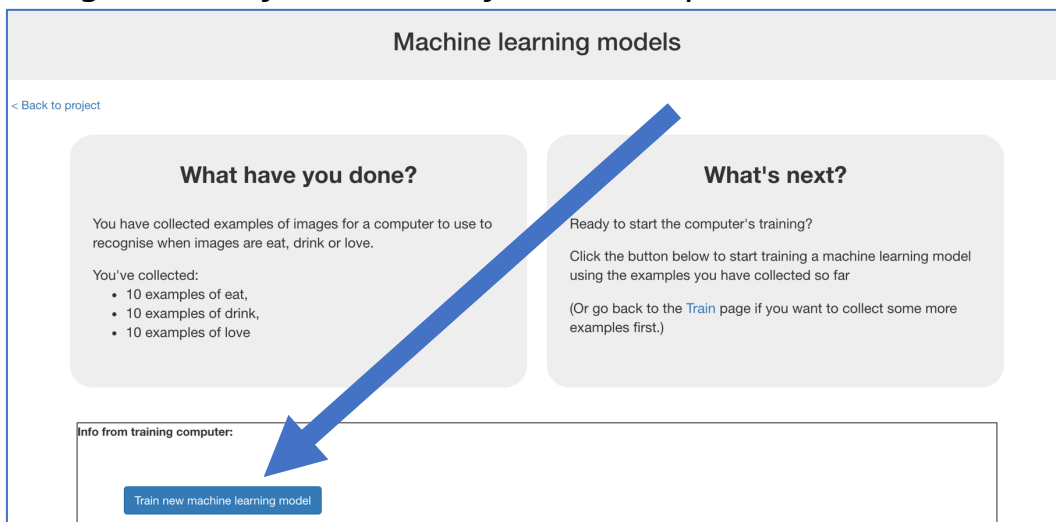 Machine learning models
< Back to project
What have you done?
You have collected examples of images for a computer to use to
recognise when images are eat, drink or love.
You've collected:
• 10 examples of eat,
• 10 examples of drink,
• 10 examples of love
What's next?
Ready to start the computer's training?
Click the button below to start training a machine learning model
using the examples you have collected so far
(Or go back to the Train page if you want to collect some more
examples first.)
Info from training computer:
Train new machine learning model